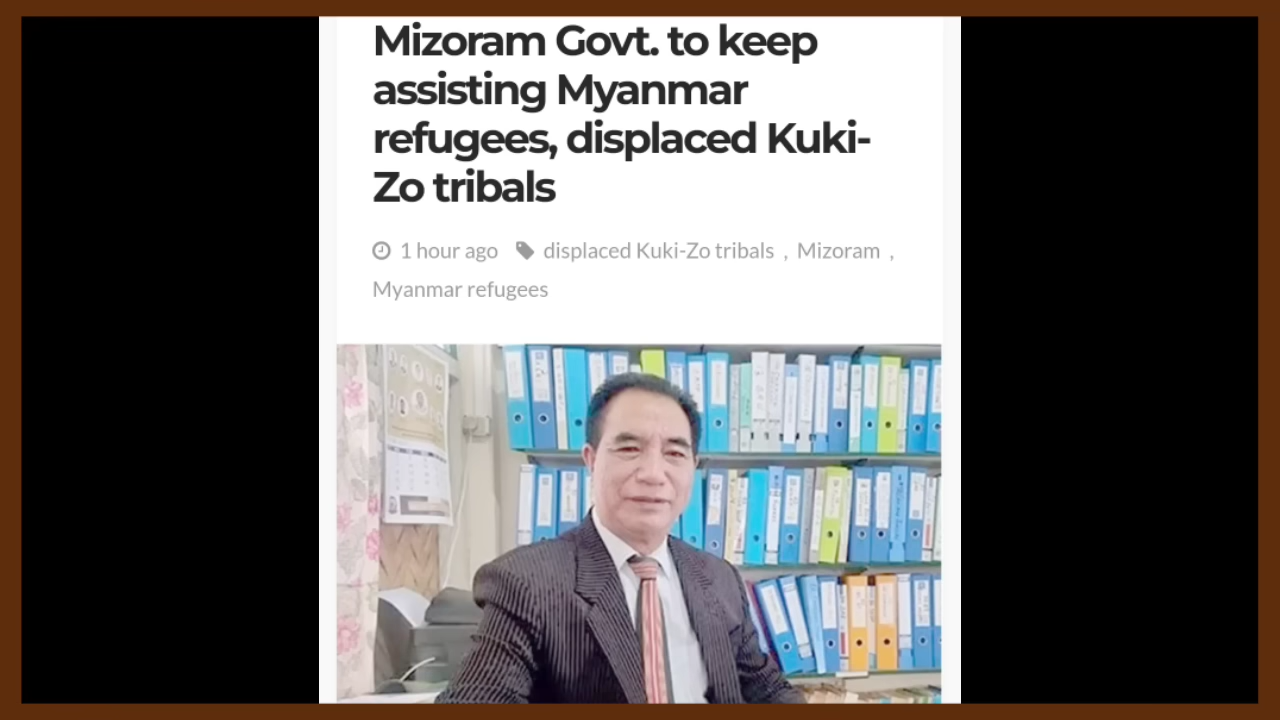 Mizoram Govt. to keep
assisting Myanmar
refugees, displaced Kuki-
Zo tribals
1 hour ago displaced Kuki-Zo tribals , Mizoram ,
Myanmar refugees